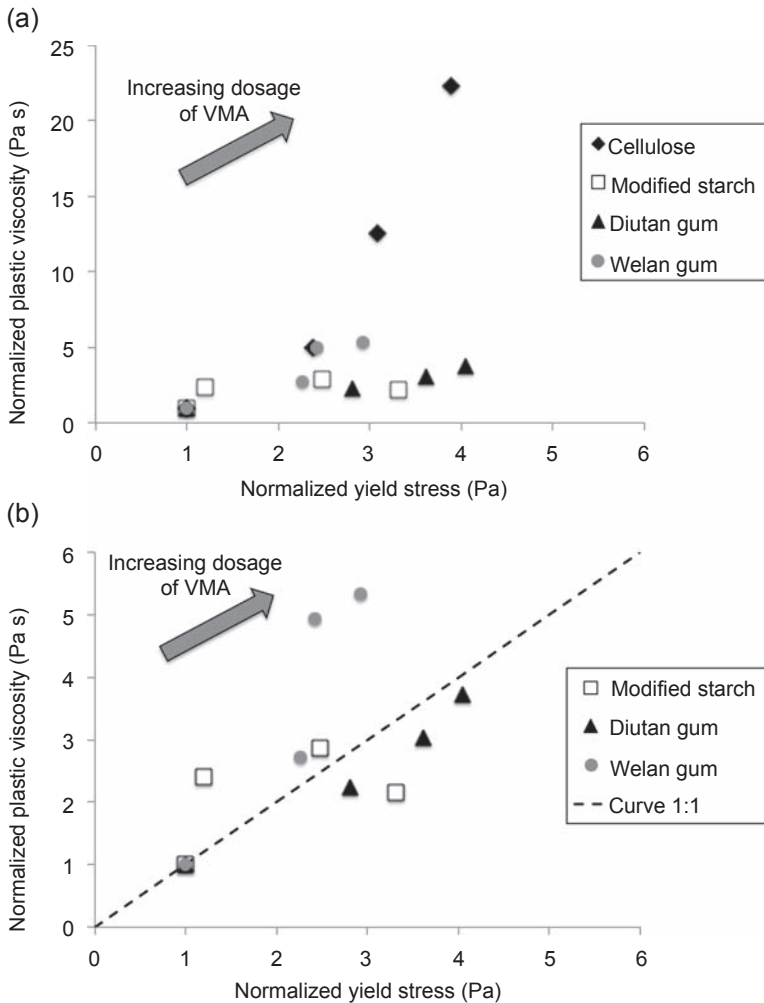 (a)
Normalized plastic viscosity (Pa s)
25
20
15
10
5
0
Increasing dosage
of VMA
Cellulose
Modified starch
Diutan gum
Welan gum
0 1 2 3 4 5 6
Normalized yield stress (Pa)
(b)
Normalized plastic viscosity (Pa s)
6
5
4
3
2
1
0
Increasing dosage
of VMA
Modified starch
Diutan gum
Welan gum
Curve 1:1
0 1 2 3 4 5 6
Normalized yield stress (Pa)